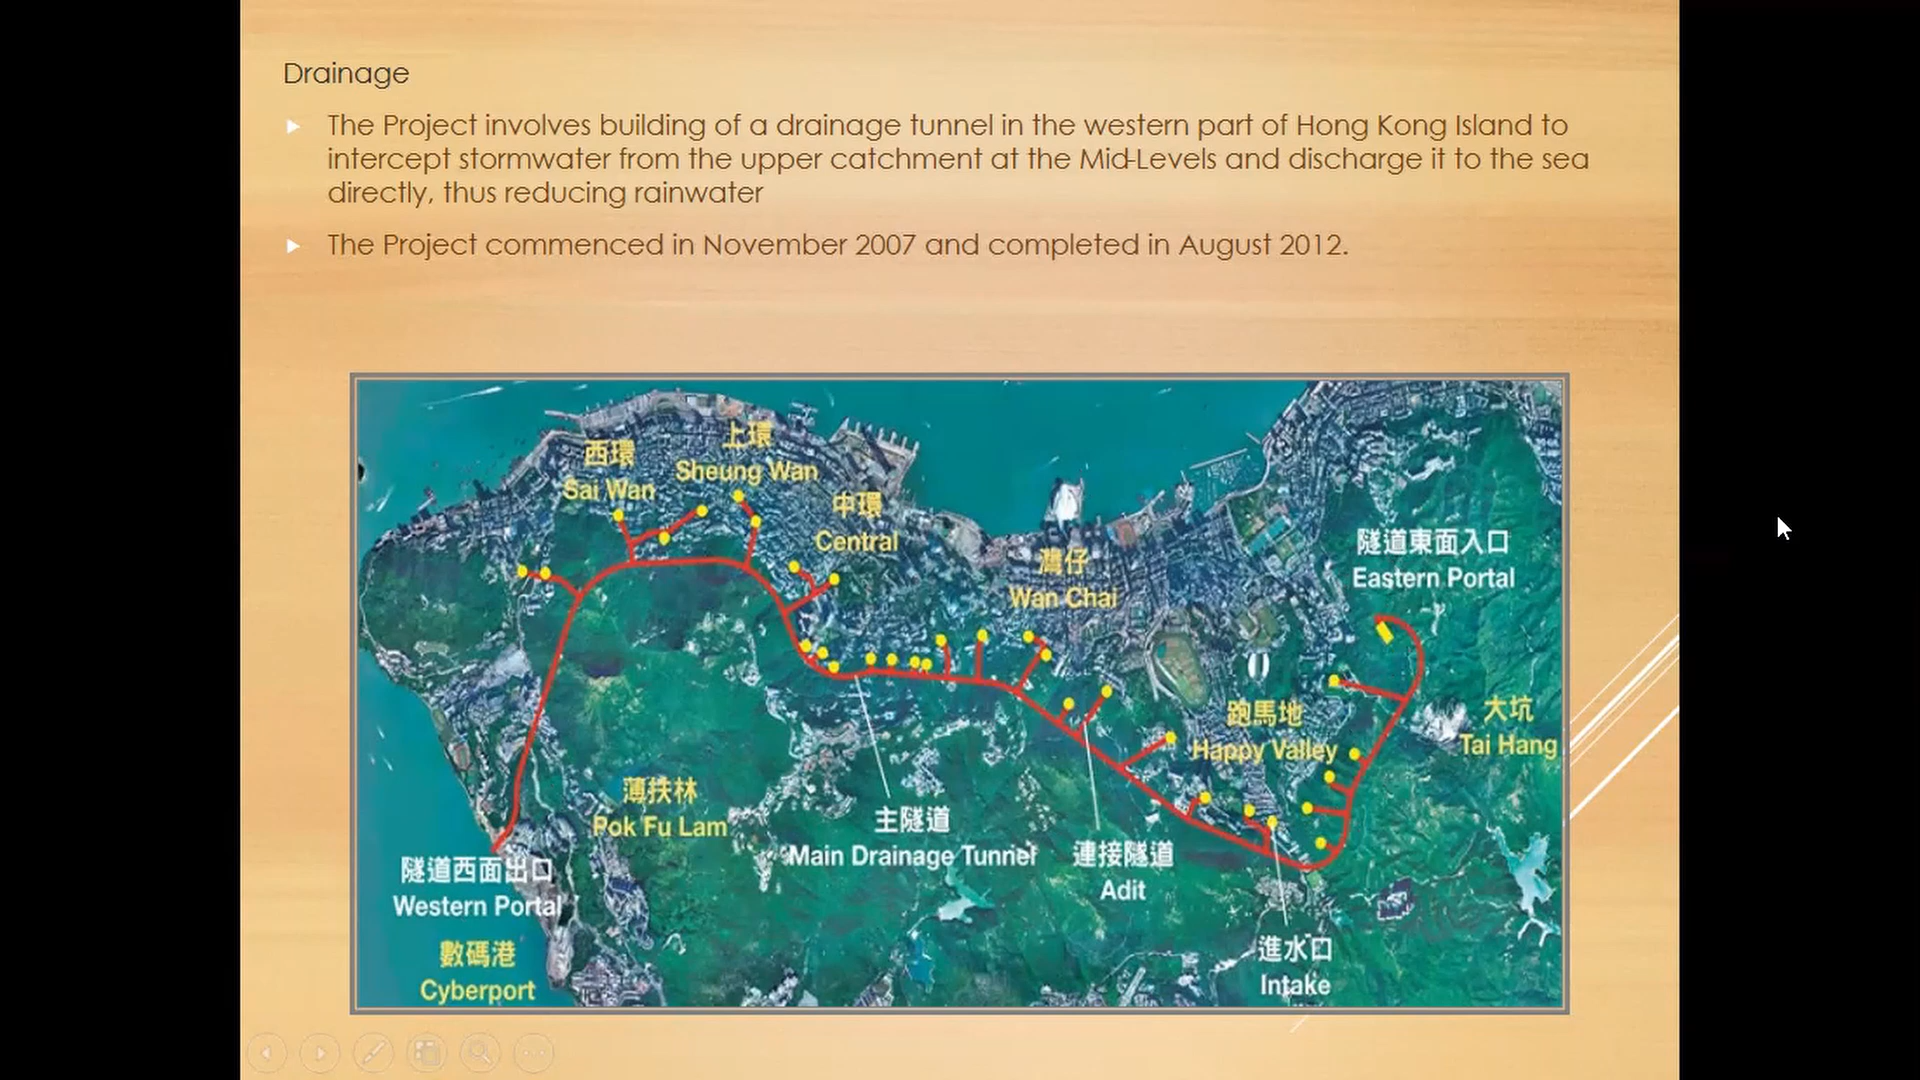 Drainage
The Project involves building of a drainage tunnel in the western part of Hong Kong Island to
intercept stormwater from the upper catchment at the Mid-Levels and discharge it to the sea
directly, thus reducing rainwater
The Project commenced in November 2007 and completed in August 2012.
上環
Sheung Wan
西環
Sai Wan
中環
Central
灣仔
Wan Chai
隧道東面入口
Eastern Portal
跑馬地
Happy Valley
大坑
Tai Hang
薄扶林
Pok Fu Lam
主隧道
Main Drainage Tunnel
連接隧道
Adit
隧道西面出口
Western Portal
數碼港
Cyberport
進水口
Intake